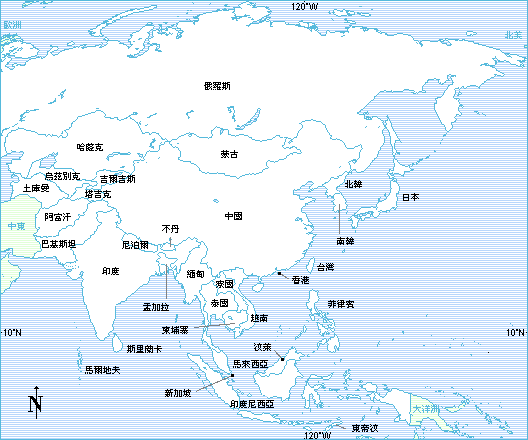 120°W
歐洲
北美
俄羅斯
哈薩克
蒙古
烏茲別克
吉爾吉斯
土庫曼
塔吉克
北韓
日本
阿富汗
中國
中東
不丹
巴基斯坦
尼泊爾
南韓
印度
緬甸
台灣
香港
寮國
孟加拉
泰國
菲律賓
越南
柬埔寨
10°N
10°N
斯里蘭卡
汶萊
馬爾地夫
馬來西亞
新加坡
N
印度尼西亞
大洋洲
東帝汶
120°W